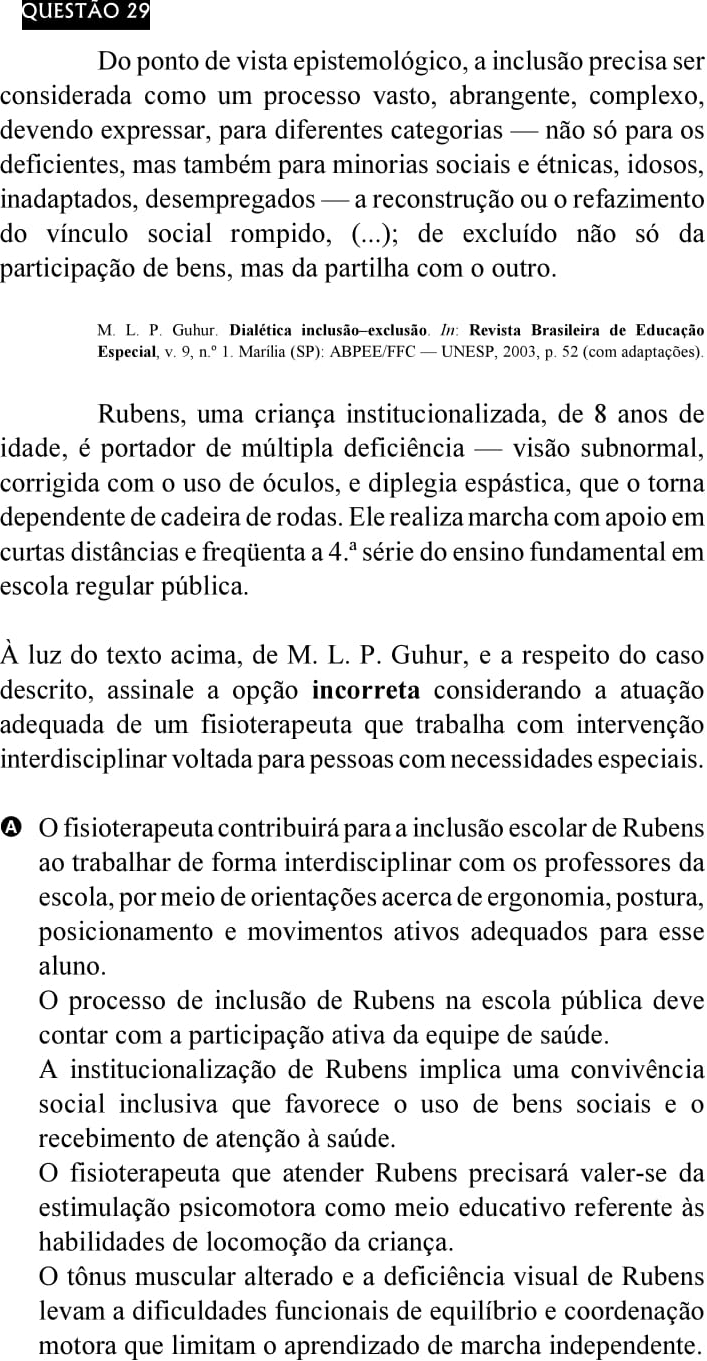 QUESTÃO 29
Do ponto de vista epistemológico, a inclusão precisa ser
considerada como um processo vasto, abrangente, complexo,
devendo expressar, para diferentes categorias — não só para os
deficientes, mas também para minorias sociais e étnicas, idosos,
inadaptados, desempregados — a reconstrução ou o refazimento
do vínculo social rompido, (...); de excluído não só da
participação de bens, mas da partilha com o outro.
M. L. P. Guhur. Dialética inclusão–exclusão. In: Revista Brasileira de Educação
Especial, v. 9, n.º 1. Marília (SP): ABPEE/FFC — UNESP, 2003, p. 52 (com adaptações).
Rubens, uma criança institucionalizada, de 8 anos de
idade, é portador de múltipla deficiência — visão subnormal,
corrigida com o uso de óculos, e diplegia espástica, que o torna
dependente de cadeira de rodas. Ele realiza marcha com apoio em
curtas distâncias e freqüenta a 4.ª série do ensino fundamental em
escola regular pública.
À luz do texto acima, de M. L. P. Guhur, e a respeito do caso
descrito, assinale a opção incorreta considerando a atuação
adequada de um fisioterapeuta que trabalha com intervenção
interdisciplinar voltada para pessoas com necessidades especiais.
A O fisioterapeuta contribuirá para a inclusão escolar de Rubens
ao trabalhar de forma interdisciplinar com os professores da
escola, por meio de orientações acerca de ergonomia, postura,
posicionamento e movimentos ativos adequados para esse
aluno.
O processo de inclusão de Rubens na escola pública deve
contar com a participação ativa da equipe de saúde.
A institucionalização de Rubens implica uma convivência
social inclusiva que favorece o uso de bens sociais e o
recebimento de atenção à saúde.
O fisioterapeuta que atender Rubens precisará valer-se da
estimulação psicomotora como meio educativo referente às
habilidades de locomoção da criança.
O tônus muscular alterado e a deficiência visual de Rubens
levam a dificuldades funcionais de equilíbrio e coordenação
motora que limitam o aprendizado de marcha independente.